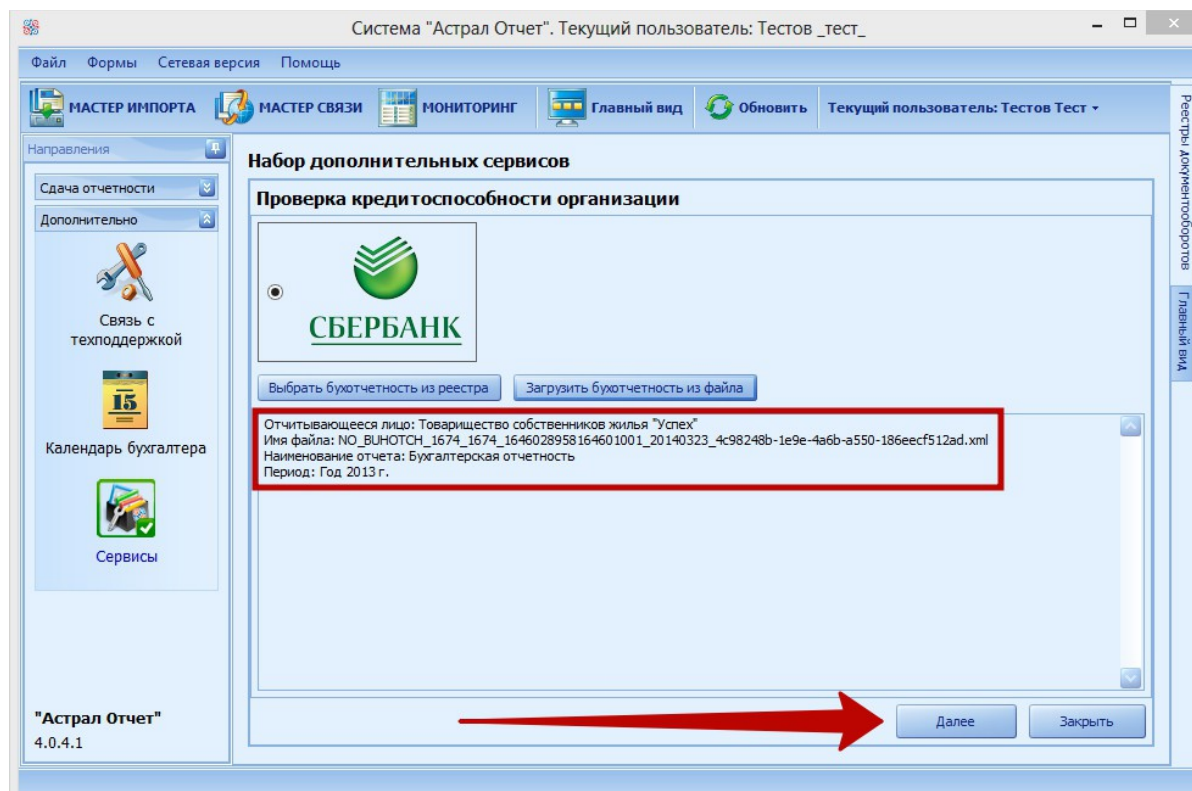 Система "Астрал Отчет". Текущий пользователь: Тестов _тест_
Файл Формы Сетевая версия Помощь
МАСТЕР ИМПОРТА МАСТЕР СВЯЗИ МОНИТОРИНГ Главный вид Обновить Текущий пользователь: Тестов Тест
Направления
Сдача отчетности
Дополнительно
Связь с
техподдержкой
15
Календарь бухгалтера
Сервисы
"Астрал Отчет"
4.0.4.1
Набор дополнительных сервисов
Проверка кредитоспособности организации
СБЕРБАНК
Выбрать бухотчетность из реестра Загрузить бухотчетность из файла
Отчитывающееся лицо: Товарищество собственников жилья "Успех"
Имя файла: NO_BUHOTCH_1674_1674_1646028958164601001_20140323_4c98248b-1e9e-4a6b-a550-186eecf512ad.xml
Наименование отчета: Бухгалтерская отчетность
Период: Год 2013 г.
Далее Закрыть
Реестры документооборотов
Главный вид